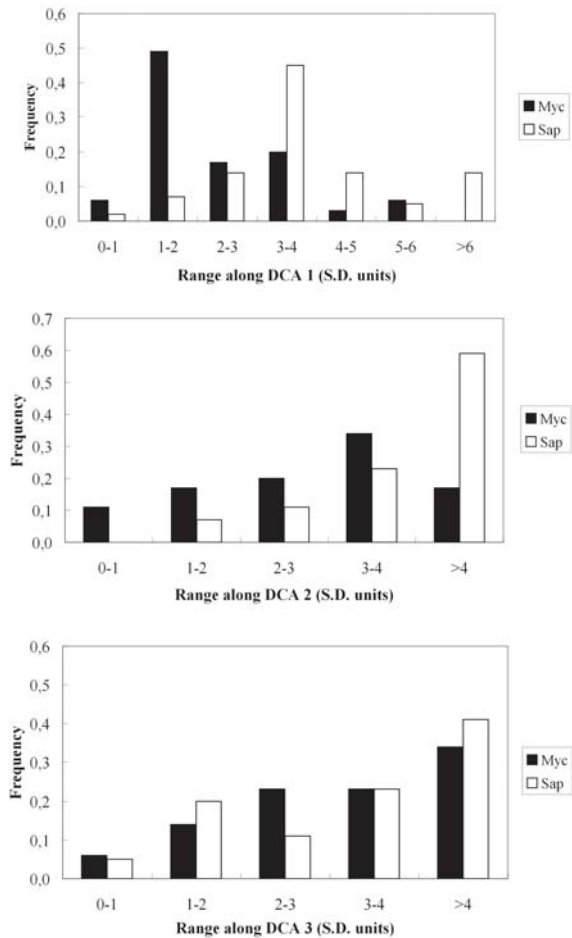 0,6
0,5
0,4
0,3
0,2
0,1
0,0
Frequency
0-1 1-2 2-3 3-4 4-5 5-6 >6
Range along DCA 1 (S.D. units)
Myc
Sap
0,7
0,6
0,5
0,4
0,3
0,2
0,1
0,0
Frequency
0-1 1-2 2-3 3-4 >4
Range along DCA 2 (S.D. units)
Myc
Sap
0,6
0,5
0,4
0,3
0,2
0,1
0,0
Frequency
0-1 1-2 2-3 3-4 >4
Range along DCA 3 (S.D. units)
Myc
Sap